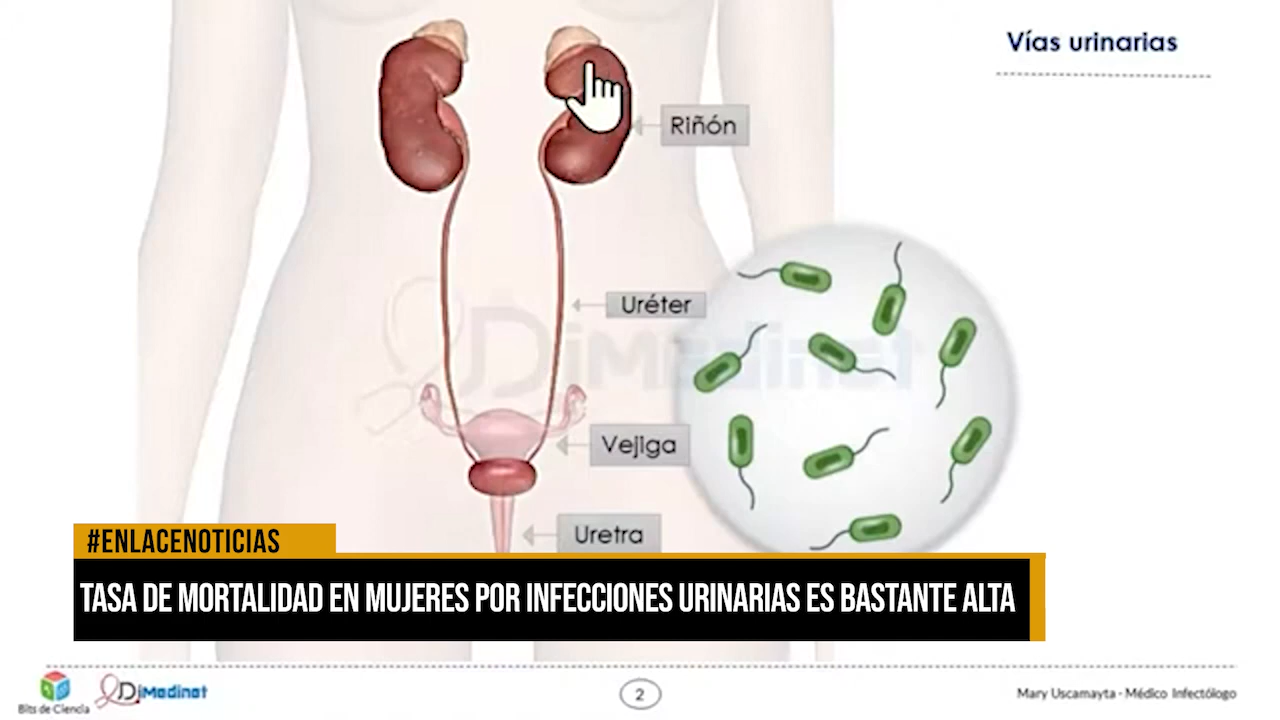 Vías urinarias
Riñón
Uréter
DiMedinet
Vejiga
Uretra
#ENLACENOTICIAS
TASA DE MORTALIDAD EN MUJERES POR INFECCIONES URINARIAS ES BASTANTE ALTA
Bits de Ciencia
DiMedinet
2
Mary Uscamayta - Médico Infectólogo